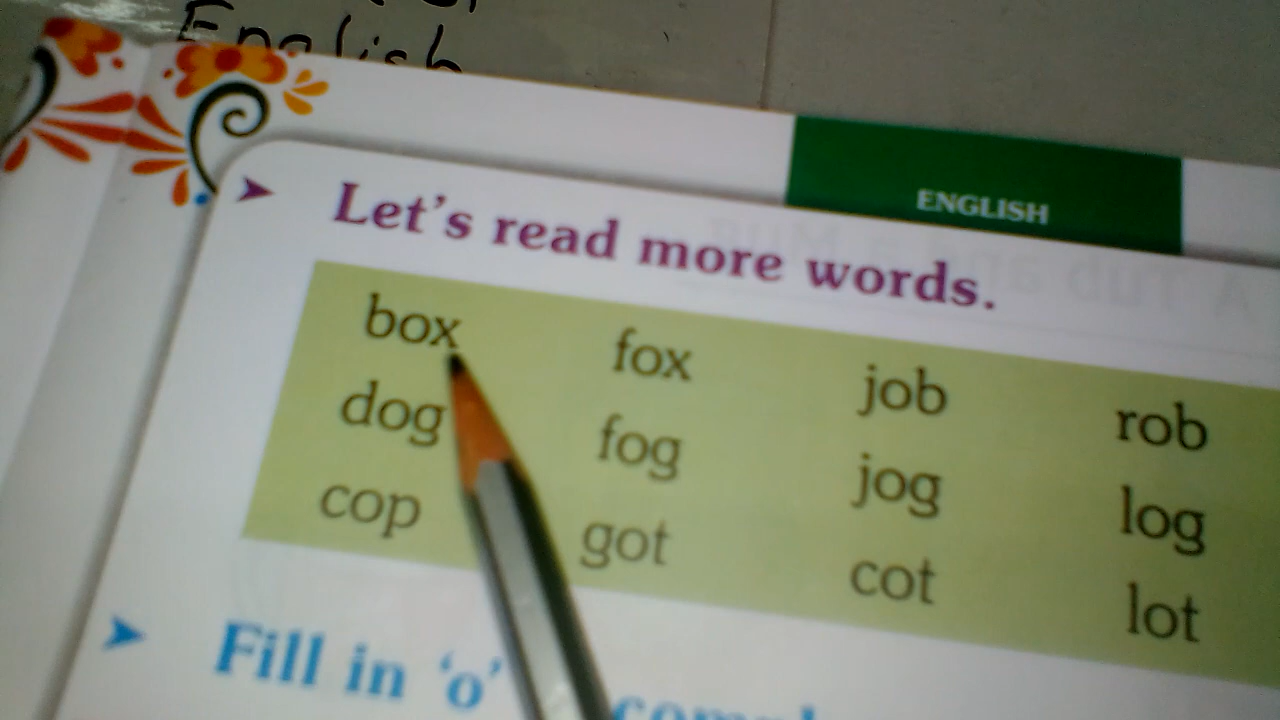 English
ENGLISH
Let's read more words.
box fox job rob
dog fog jog log
cop got cot lot
Fill in 'o'